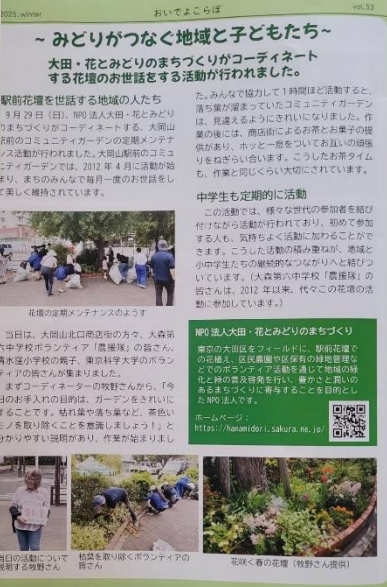 2025. winter
おいでよこらぼ
vol.53
~ みどりがつなぐ地域と子どもたち~
大田・花とみどりのまちづくりがコーディネート
する花壇のお世話をする活動が行われました。
駅前花壇を世話する地域の人たち
9月29日(日)、NPO法人大田・花とみどり
のまちづくりがコーディネートする、大岡山
駅前のコミュニティガーデンの定期メンテナ
ンス活動が行われました。大岡山駅前のコミュ
ニティガーデンでは、2012年4月に活動が始
まり、まちのみんなで毎月一度のお世話をし
て美しく維持されています。
花壇の定期メンテナンスのようす
当日は、大岡山北口商店街の方々、大森第
六中学校ボランティア「農援隊」の皆さん、
清水窪小学校の親子、東京科学大学のボラン
ティアの皆さんが集まりました。
まずコーディネーターの牧野さんから、「今
日のお手入れの目的は、ガーデンをきれいに
することです。枯れ葉や落ち葉など、茶色い
モノを取り除くことを意識しましょう!」と
分かりやすい説明があり、作業が始まりまし
た。みんなで協力して1時間ほど活動すると、
落ち葉が溜まっていたコミュニティガーデン
は、見違えるようにきれいになりました。作
業の後には、商店街によるお茶とお菓子の提
供があり、ホッと一息をついてお互いの頑張
りをねぎらい合います。こうしたお茶タイム
も、作業と同じくらい大切にされています。
中学生も定期的に活動
この活動では、様々な世代の参加者を結び
付けながら活動が行われており、初めて参加
する人も、気持ちよく活動に加わることがで
きます。こうした活動の積み重ねが、地域と
小中学生たちの継続的なつながりへと結びつ
いています。(大森第六中学校「農援隊」の
皆さんは、2012年以来、代々この花壇の活動
に参加しています。)
NPO法人大田・花とみどりのまちづくり
東京の大田区をフィールドに、駅前花壇で
の花植え、区民農園や区保有の緑地管理など
でのボランティア活動を通じて地域の緑
化と緑の普及啓発を行い、豊かさと潤いの
あるまちづくりに寄与することを目的とし
たNPO法人です。
ホームページ:
https://hanamidori.sakura.ne.jp/
当日の活動について
説明する牧野さん
枯葉を取り除くボランティアの
皆さん
花咲く春の花壇(牧野さん提供)